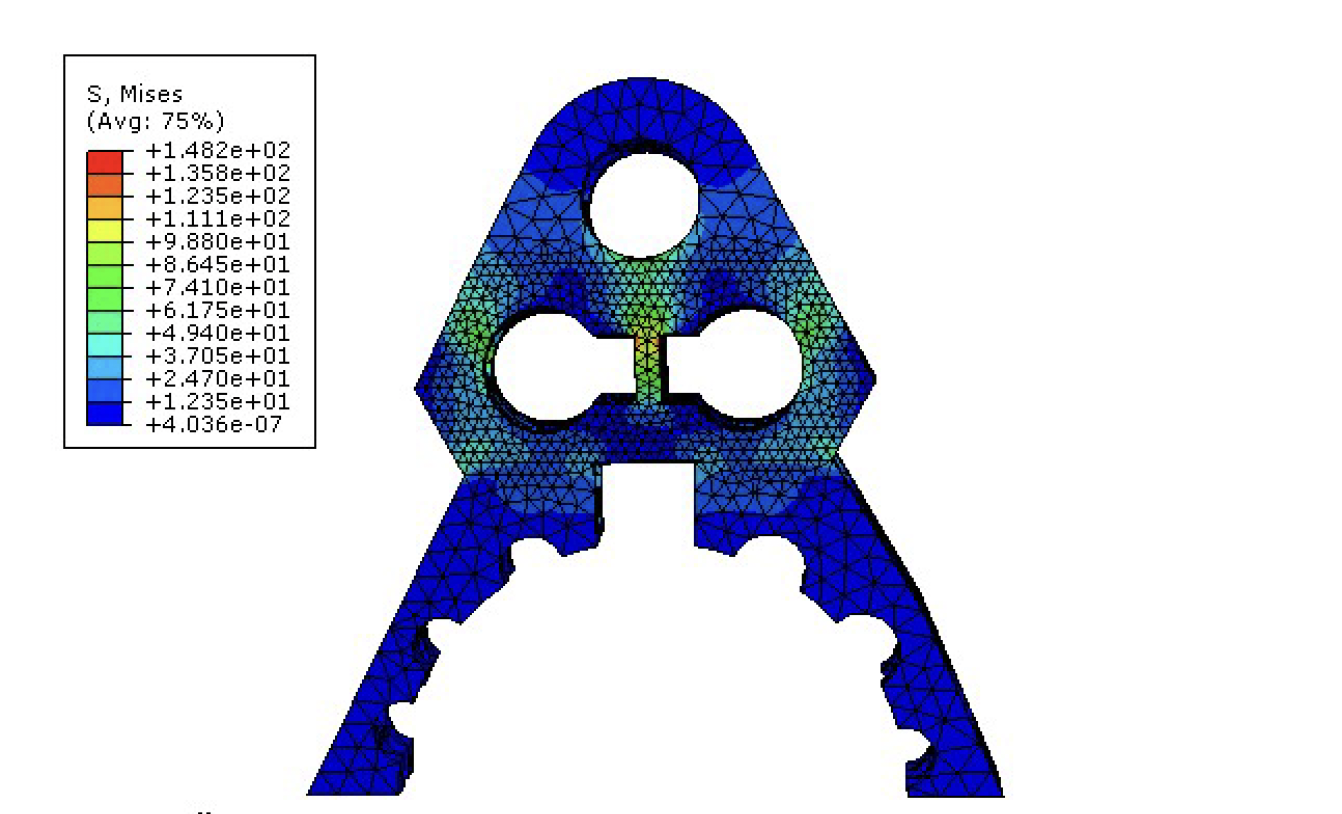 S, Mises
(Avg: 75%)
+1.482e+02
+1.358e+02
+1.235e+02
+1.111e+02
+9.880e+01
+8.645e+01
+7.410e+01
+6.175e+01
+4.940e+01
+3.705e+01
+2.470e+01
+1.235e+01
+4.036e-07